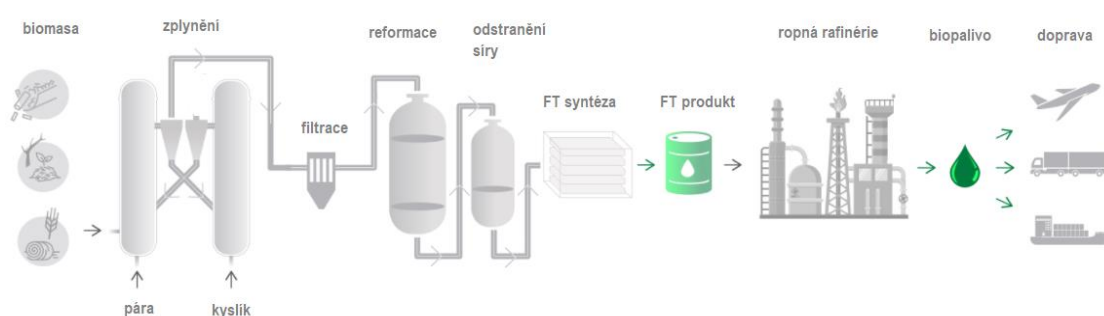 biomasa
zplynění
reformace
odstranění
síry
ropná rafinérie
biopalivo
doprava
filtrace
FT syntéza
FT produkt
pára
kyslík